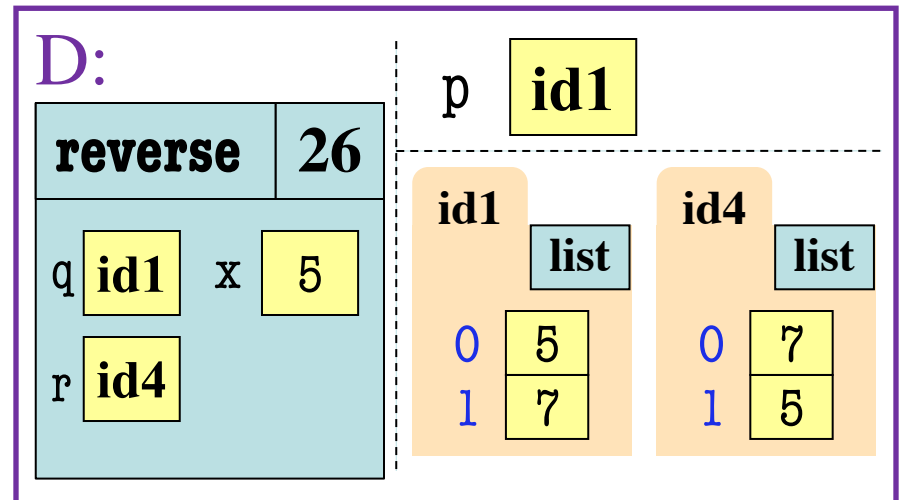 D:
reverse 26
q id1 x 5
r id4
p id1
id1
list
0 5
1 7
id4
list
0 7
1 5